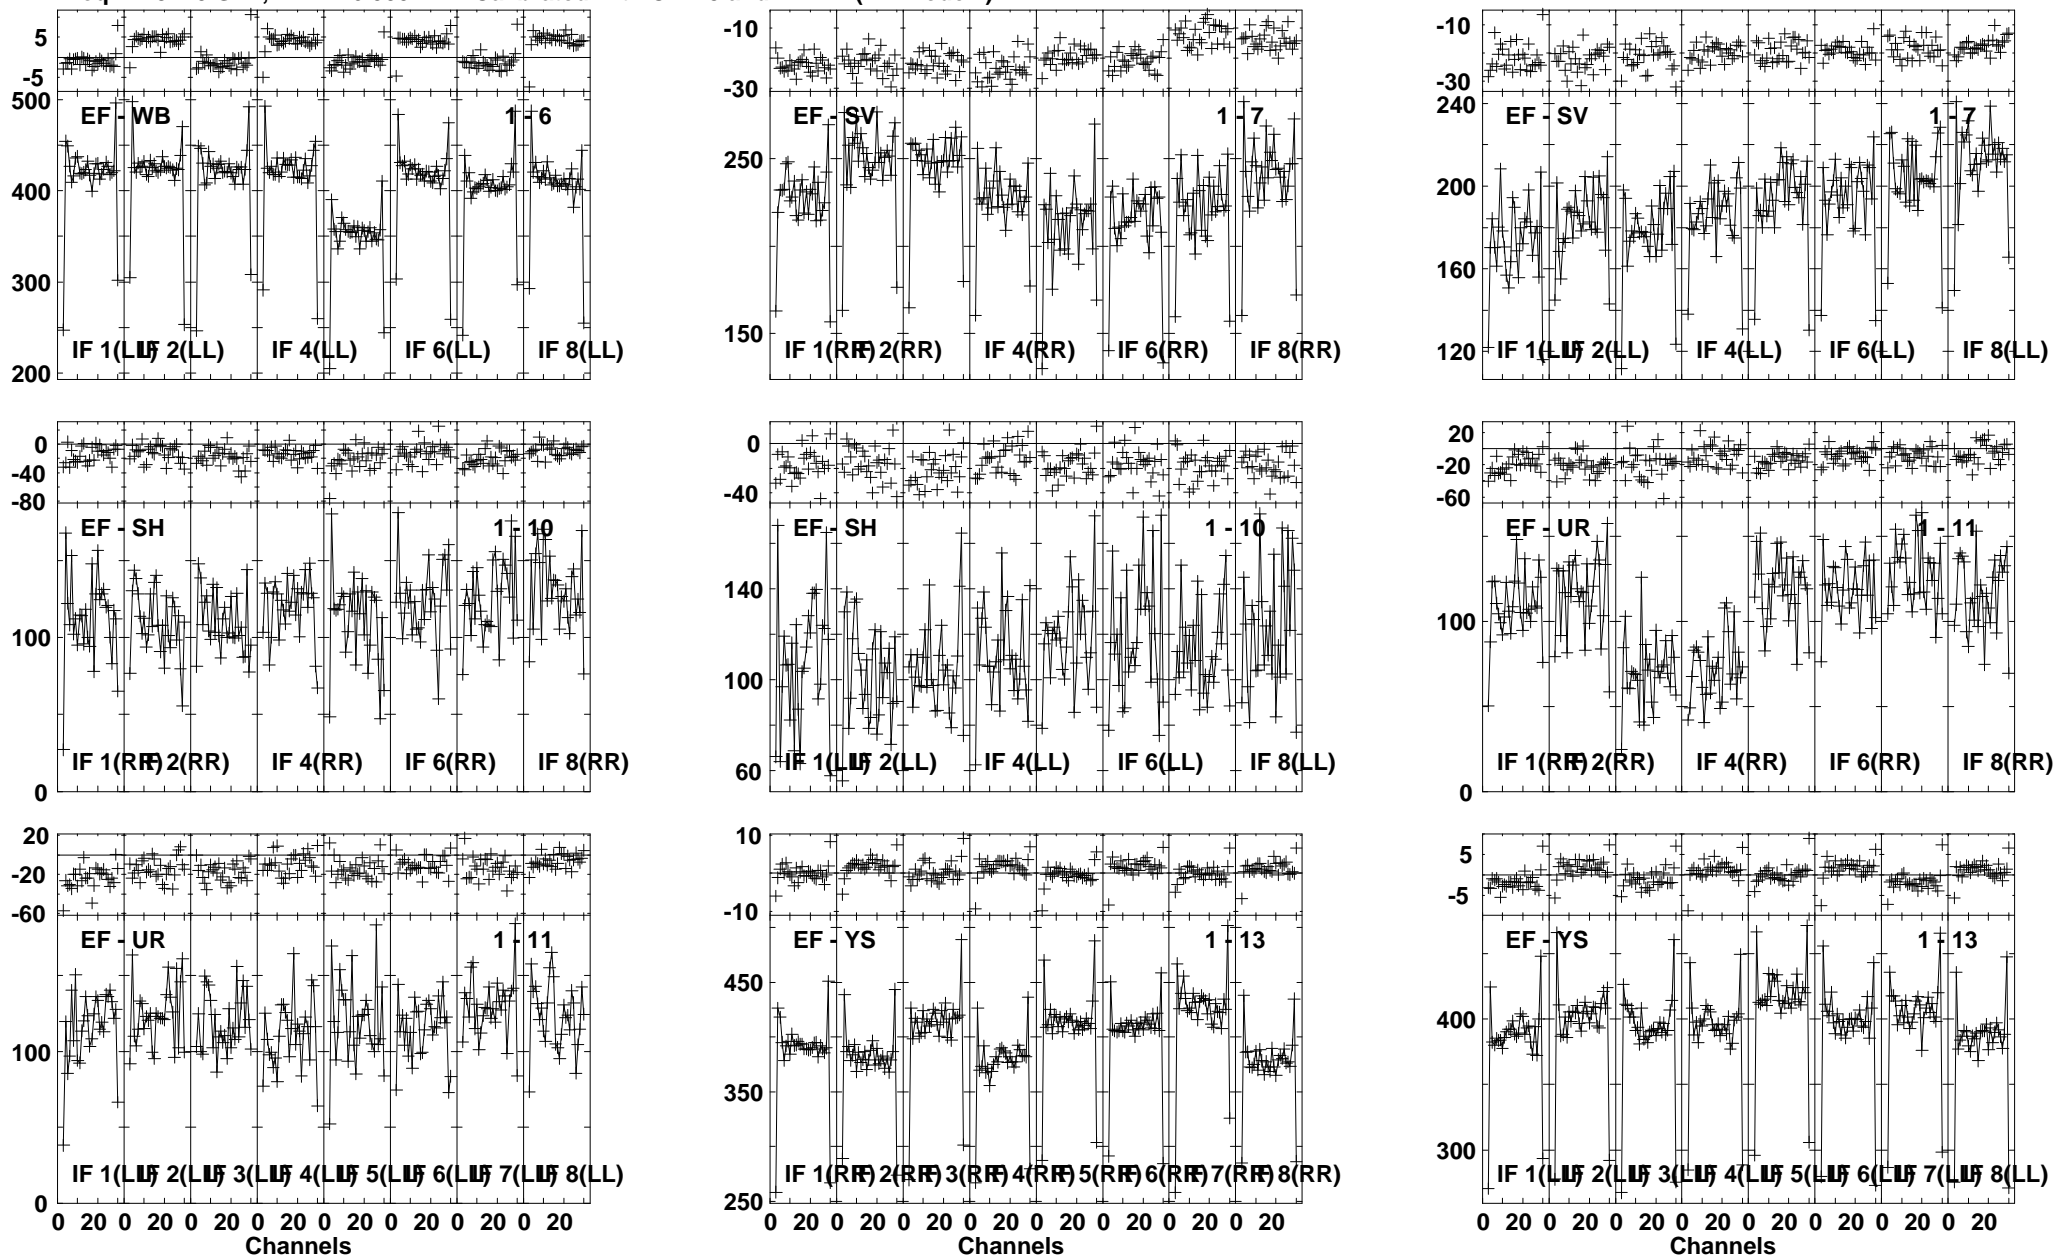 5 -10 -10
-5 -30 -30
500 EF - WB 1 - 6 EF - SV 1 - 7 240 EF - SV 1 - 7
400 250 200
300 160
200 IF 1(LL) IF 2(LL) IF 4(LL) IF 6(LL) IF 8(LL) 150 IF 1(RR) IF 2(RR) IF 4(RR) IF 6(RR) IF 8(RR) 120 IF 1(LL) IF 2(LL) IF 4(LL) IF 6(LL) IF 8(LL)
0 0 20
-40 -20
-80 -40 -60
EF - SH 1 - 10 EF - SH 1 - 10 EF - UR 1 - 11
100 140 100
100
0 IF 1(RR) IF 2(RR) IF 4(RR) IF 6(RR) IF 8(RR) 60 IF 1(LL) IF 2(LL) IF 4(LL) IF 6(LL) IF 8(LL) 0 IF 1(RR) IF 2(RR) IF 4(RR) IF 6(RR) IF 8(RR)
20 10 5
-20
-60 -10 -5
EF - UR 1 - 11 EF - YS 1 - 13 EF - YS 1 - 13
100 450 400
350 300
0 IF 1(LL) IF 2(LL) IF 3(LL) IF 4(LL) IF 5(LL) IF 6(LL) IF 7(LL) IF 8(LL) 250 IF 1(RR) IF 2(RR) IF 3(RR) IF 4(RR) IF 5(RR) IF 6(RR) IF 7(RR) IF 8(RR) IF 1(LL) IF 2(LL) IF 3(LL) IF 4(LL) IF 5(LL) IF 6(LL) IF 7(LL) IF 8(LL)
0 20 0 20 0 20 0 20 0 20 0 20 0 20 0 20 0 20 0 20 0 20 0 20 0 20 0 20 0 20 0 20 0 20 0 20 0 20 0 20 0 20 0 20 0 20 0 20
Channels Channels Channels